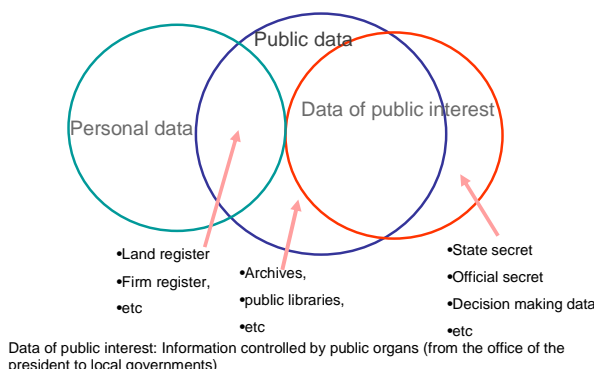 Public data
Data of public interest
Personal data
•Land register
•Firm register,
•etc
•Archives,
•public libraries,
•etc
•State secret
•Official secret
•Decision making data
•etc
Data of public interest: Information controlled by public organs (from the office of the
president to local governments)